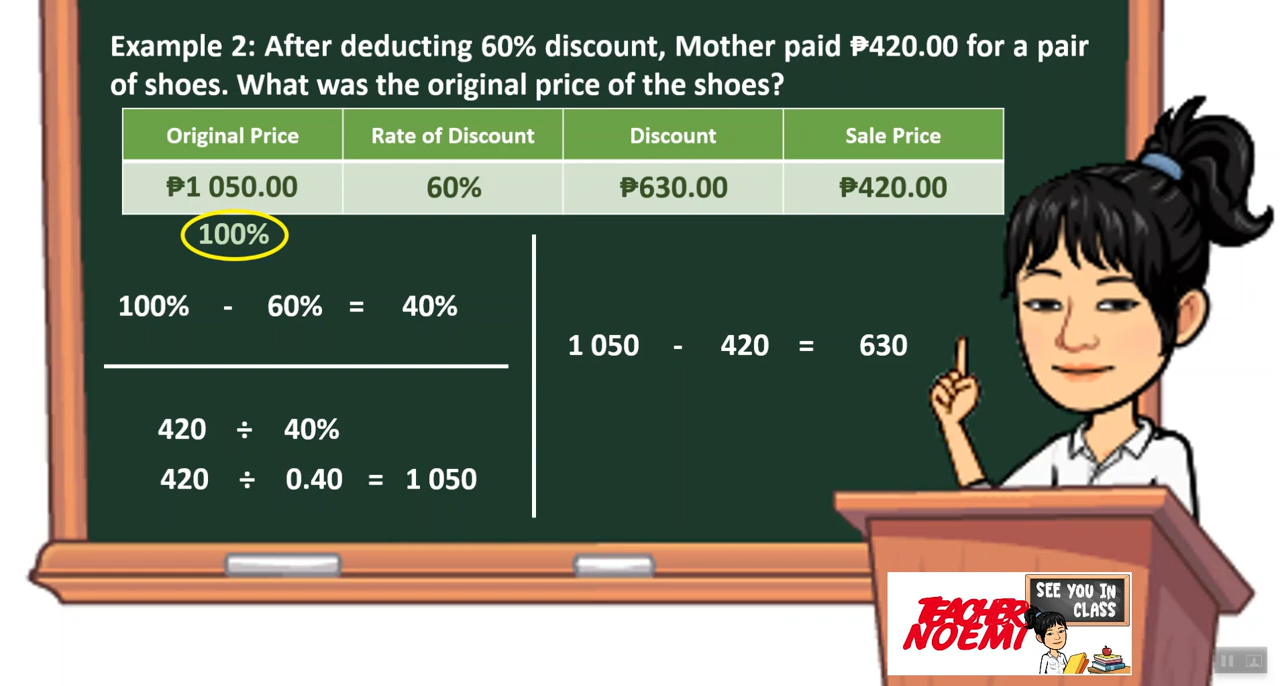 Example 2: After deducting 60% discount, Mother paid ₱420.00 for a pair
of shoes. What was the original price of the shoes?
Original Price Rate of Discount Discount Sale Price
₱1 050.00 60% ₱630.00 ₱420.00
100%
100% - 60% = 40%
420 ÷ 40%
420 ÷ 0.40 = 1 050
1 050 - 420 = 630
TEACHER
NOEMI
SEE YOU IN
CLASS